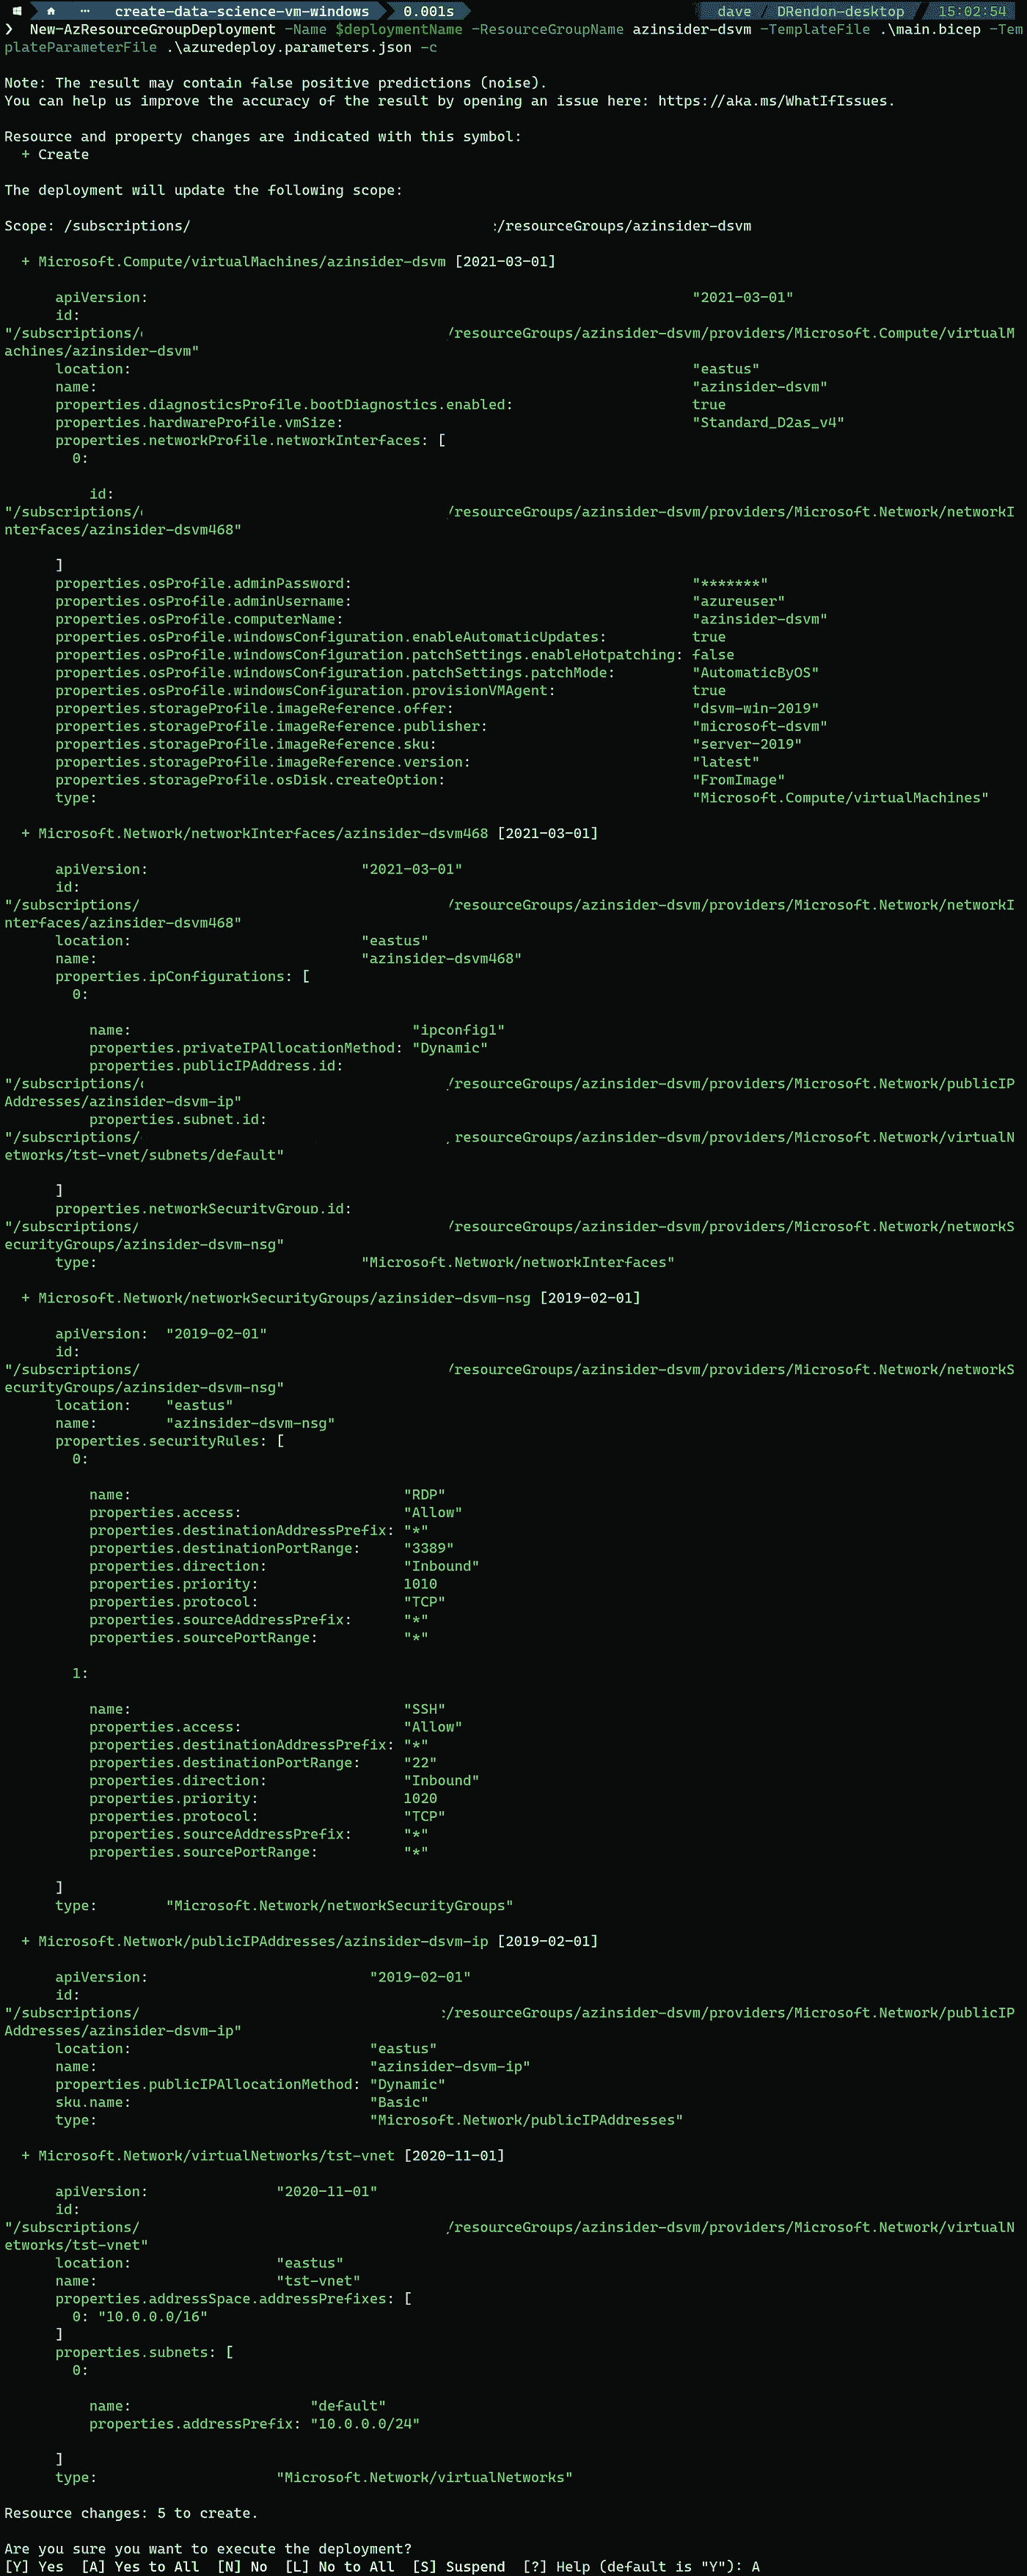 ··· create-data-science-vm-windows 0.001s dave / DRendon-desktop / 15:02:54
❯ New-AzResourceGroupDeployment -Name $deploymentName -ResourceGroupName azinsider-dsvm -TemplateFile .\main.bicep -Tem
plateParameterFile .\azuredeploy.parameters.json -c
Note: The result may contain false positive predictions (noise).
You can help us improve the accuracy of the result by opening an issue here: https://aka.ms/WhatIfIssues.
Resource and property changes are indicated with this symbol:
+ Create
The deployment will update the following scope:
Scope: /subscriptions/ /resourceGroups/azinsider-dsvm
+ Microsoft.Compute/virtualMachines/azinsider-dsvm [2021-03-01]
apiVersion: "2021-03-01"
id:
"/subscriptions/ /resourceGroups/azinsider-dsvm/providers/Microsoft.Compute/virtualM
achines/azinsider-dsvm"
location: "eastus"
name: "azinsider-dsvm"
properties.diagnosticsProfile.bootDiagnostics.enabled: true
properties.hardwareProfile.vmSize: "Standard_D2as_v4"
properties.networkProfile.networkInterfaces: [
0:
id:
"/subscriptions/ /resourceGroups/azinsider-dsvm/providers/Microsoft.Network/networkI
nterfaces/azinsider-dsvm468"
]
properties.osProfile.adminPassword: "*******"
properties.osProfile.adminUsername: "azureuser"
properties.osProfile.computerName: "azinsider-dsvm"
properties.osProfile.windowsConfiguration.enableAutomaticUpdates: true
properties.osProfile.windowsConfiguration.patchSettings.enableHotpatching: false
properties.osProfile.windowsConfiguration.patchSettings.patchMode: "AutomaticByOS"
properties.osProfile.windowsConfiguration.provisionVMAgent: true
properties.storageProfile.imageReference.offer: "dsvm-win-2019"
properties.storageProfile.imageReference.publisher: "microsoft-dsvm"
properties.storageProfile.imageReference.sku: "server-2019"
properties.storageProfile.imageReference.version: "latest"
properties.storageProfile.osDisk.createOption: "FromImage"
type: "Microsoft.Compute/virtualMachines"
+ Microsoft.Network/networkInterfaces/azinsider-dsvm468 [2021-03-01]
apiVersion: "2021-03-01"
id:
"/subscriptions/ /resourceGroups/azinsider-dsvm/providers/Microsoft.Network/networkI
nterfaces/azinsider-dsvm468"
location: "eastus"
name: "azinsider-dsvm468"
properties.ipConfigurations: [
0:
name: "ipconfig1"
properties.privateIPAllocationMethod: "Dynamic"
properties.publicIPAddress.id:
"/subscriptions/ /resourceGroups/azinsider-dsvm/providers/Microsoft.Network/publicIP
Addresses/azinsider-dsvm-ip"
properties.subnet.id:
"/subscriptions/ resourceGroups/azinsider-dsvm/providers/Microsoft.Network/virtualN
etworks/tst-vnet/subnets/default"
]
properties.networkSecurityGroup.id:
"/subscriptions/ /resourceGroups/azinsider-dsvm/providers/Microsoft.Network/networkS
ecurityGroups/azinsider-dsvm-nsg"
type: "Microsoft.Network/networkInterfaces"
+ Microsoft.Network/networkSecurityGroups/azinsider-dsvm-nsg [2019-02-01]
apiVersion: "2019-02-01"
id:
"/subscriptions/ /resourceGroups/azinsider-dsvm/providers/Microsoft.Network/networkS
ecurityGroups/azinsider-dsvm-nsg"
location: "eastus"
name: "azinsider-dsvm-nsg"
properties.securityRules: [
0:
name: "RDP"
properties.access: "Allow"
properties.destinationAddressPrefix: "*"
properties.destinationPortRange: "3389"
properties.direction: "Inbound"
properties.priority: 1010
properties.protocol: "TCP"
properties.sourceAddressPrefix: "*"
properties.sourcePortRange: "*"
1:
name: "SSH"
properties.access: "Allow"
properties.destinationAddressPrefix: "*"
properties.destinationPortRange: "22"
properties.direction: "Inbound"
properties.priority: 1020
properties.protocol: "TCP"
properties.sourceAddressPrefix: "*"
properties.sourcePortRange: "*"
]
type: "Microsoft.Network/networkSecurityGroups"
+ Microsoft.Network/publicIPAddresses/azinsider-dsvm-ip [2019-02-01]
apiVersion: "2019-02-01"
id:
"/subscriptions/ /resourceGroups/azinsider-dsvm/providers/Microsoft.Network/publicIP
Addresses/azinsider-dsvm-ip"
location: "eastus"
name: "azinsider-dsvm-ip"
properties.publicIPAllocationMethod: "Dynamic"
sku.name: "Basic"
type: "Microsoft.Network/publicIPAddresses"
+ Microsoft.Network/virtualNetworks/tst-vnet [2020-11-01]
apiVersion: "2020-11-01"
id:
"/subscriptions/ /resourceGroups/azinsider-dsvm/providers/Microsoft.Network/virtualN
etworks/tst-vnet"
location: "eastus"
name: "tst-vnet"
properties.addressSpace.addressPrefixes: [
0: "10.0.0.0/16"
]
properties.subnets: [
0:
name: "default"
properties.addressPrefix: "10.0.0.0/24"
]
type: "Microsoft.Network/virtualNetworks"
Resource changes: 5 to create.
Are you sure you want to execute the deployment?
[Y] Yes [A] Yes to All [N] No [L] No to All [S] Suspend [?] Help (default is "Y"): A